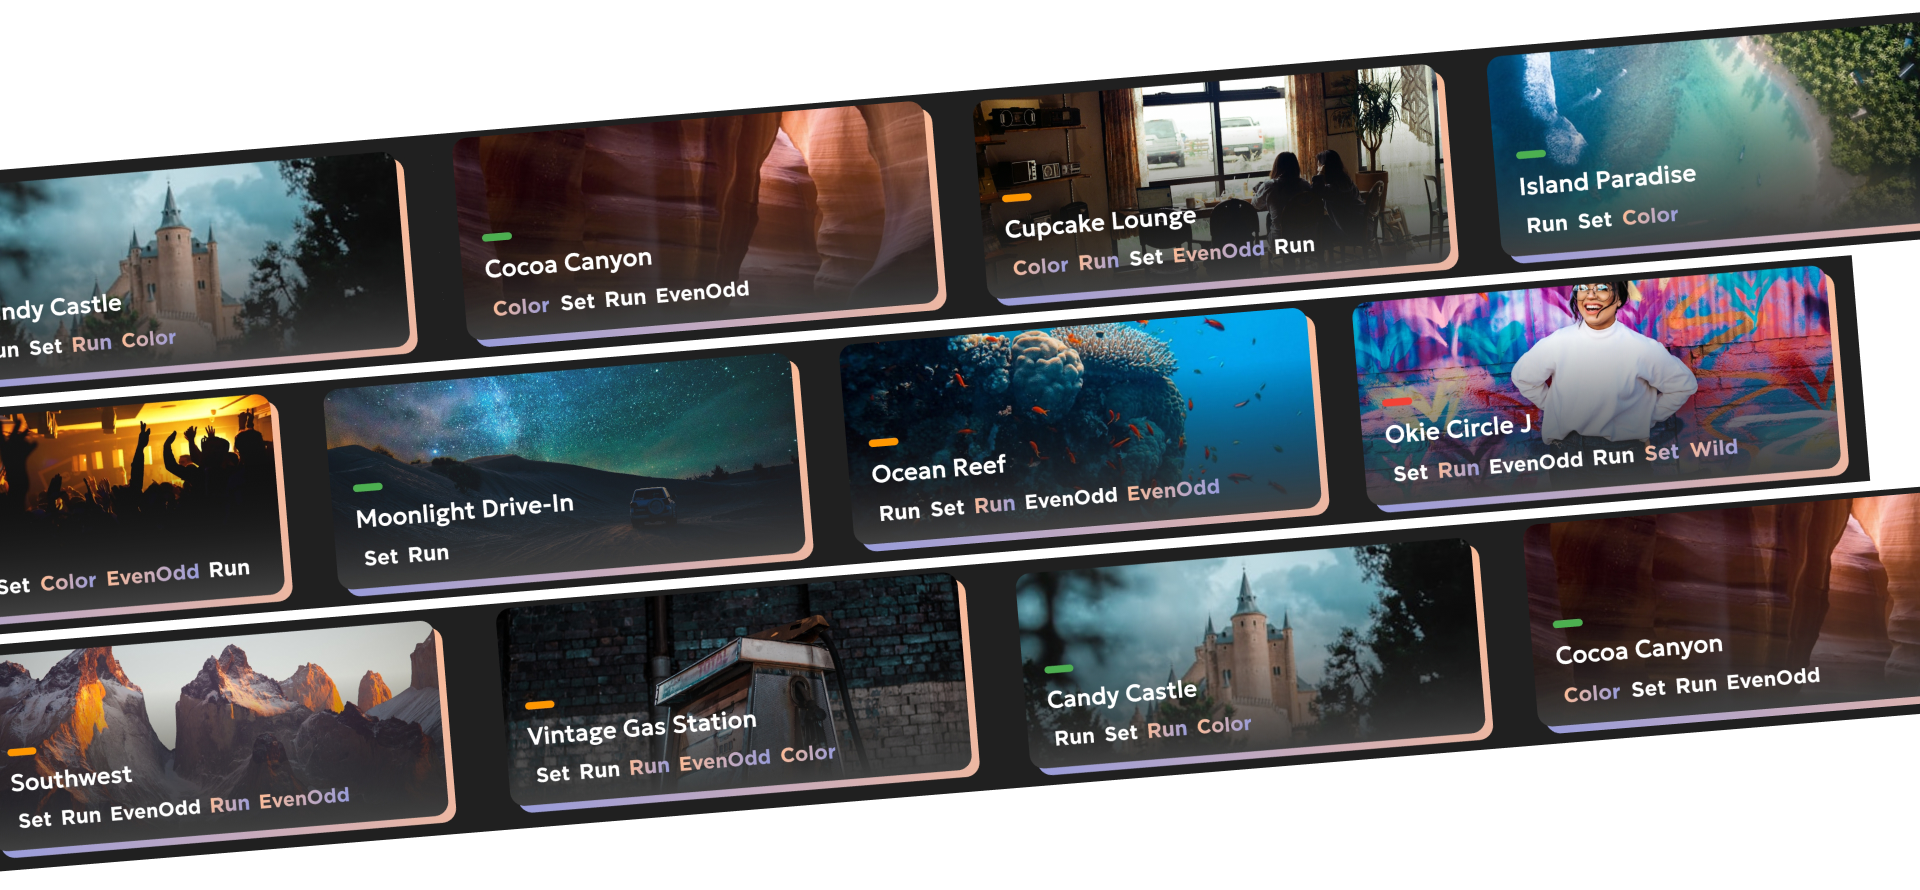 ndy Castle
un Set Run Color
Cocoa Canyon
Color Set Run EvenOdd
Cupcake Lounge
Color Run Set EvenOdd Run
Island Paradise
Run Set Color
Set Color EvenOdd Run
Moonlight Drive-In
Set Run
Ocean Reef
Run Set Run EvenOdd EvenOdd
Okie Circle J
Set Run EvenOdd Run Set Wild
Southwest
Set Run EvenOdd Run EvenOdd
Vintage Gas Station
Set Run Run EvenOdd Color
Candy Castle
Run Set Run Color
Cocoa Canyon
Color Set Run EvenOdd